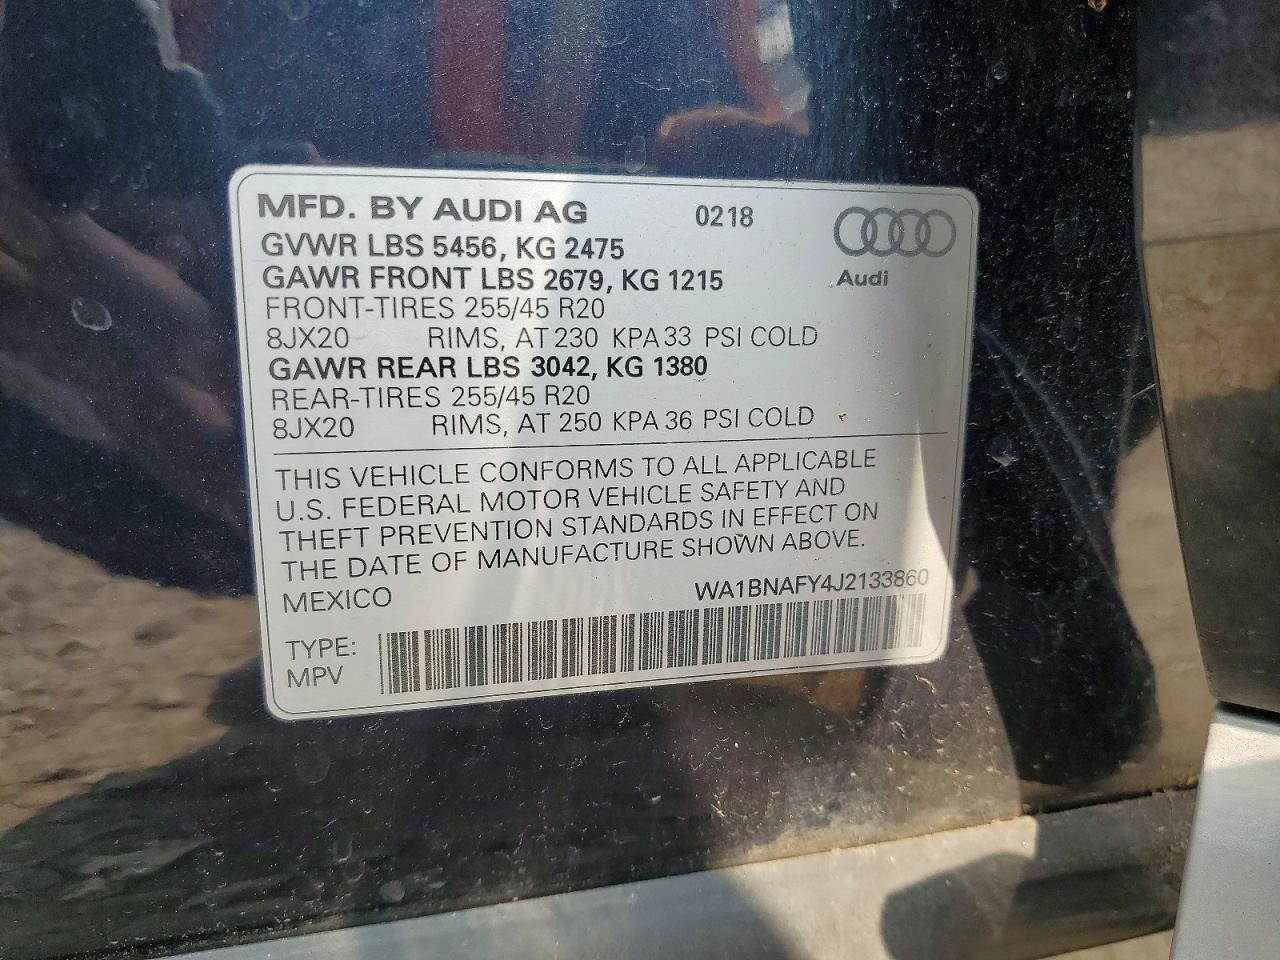 MFD. BY AUDI AG 0218
GVWR LBS 5456, KG 2475
GAWR FRONT LBS 2679, KG 1215
Audi
FRONT-TIRES 255/45 R20
8JX20 RIMS, AT 230 KPA 33 PSI COLD
GAWR REAR LBS 3042, KG 1380
REAR-TIRES 255/45 R20
8JX20 RIMS, AT 250 KPA 36 PSI COLD
THIS VEHICLE CONFORMS TO ALL APPLICABLE
U.S. FEDERAL MOTOR VEHICLE SAFETY AND
THEFT PREVENTION STANDARDS IN EFFECT ON
THE DATE OF MANUFACTURE SHOWN ABOVE.
MEXICO WA1BNAFY4J2133860
TYPE:
MPV